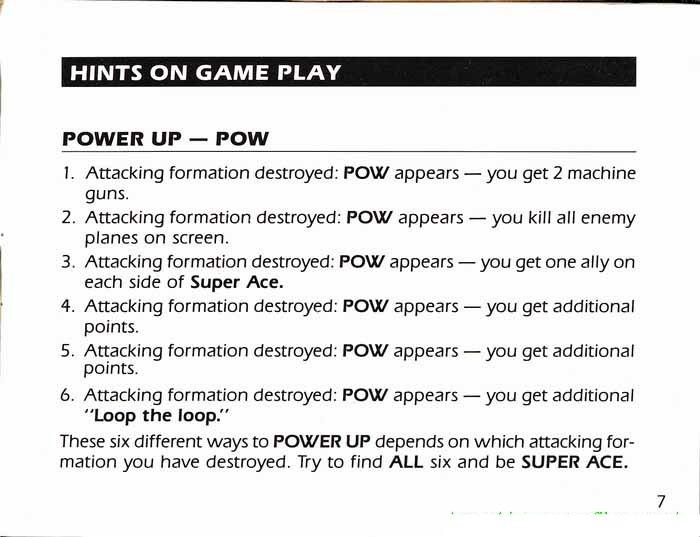 HINTS ON GAME PLAY
POWER UP — POW
1. Attacking formation destroyed: POW appears — you get 2 machine
guns.
2. Attacking formation destroyed: POW appears — you kill all enemy
planes on screen.
3. Attacking formation destroyed: POW appears — you get one ally on
each side of Super Ace.
4. Attacking formation destroyed: POW appears — you get additional
points.
5. Attacking formation destroyed: POW appears — you get additional
points.
6. Attacking formation destroyed: POW appears — you get additional
"Loop the loop."
These six different ways to POWER UP depends on which attacking for-
mation you have destroyed. Try to find ALL six and be SUPER ACE.
7